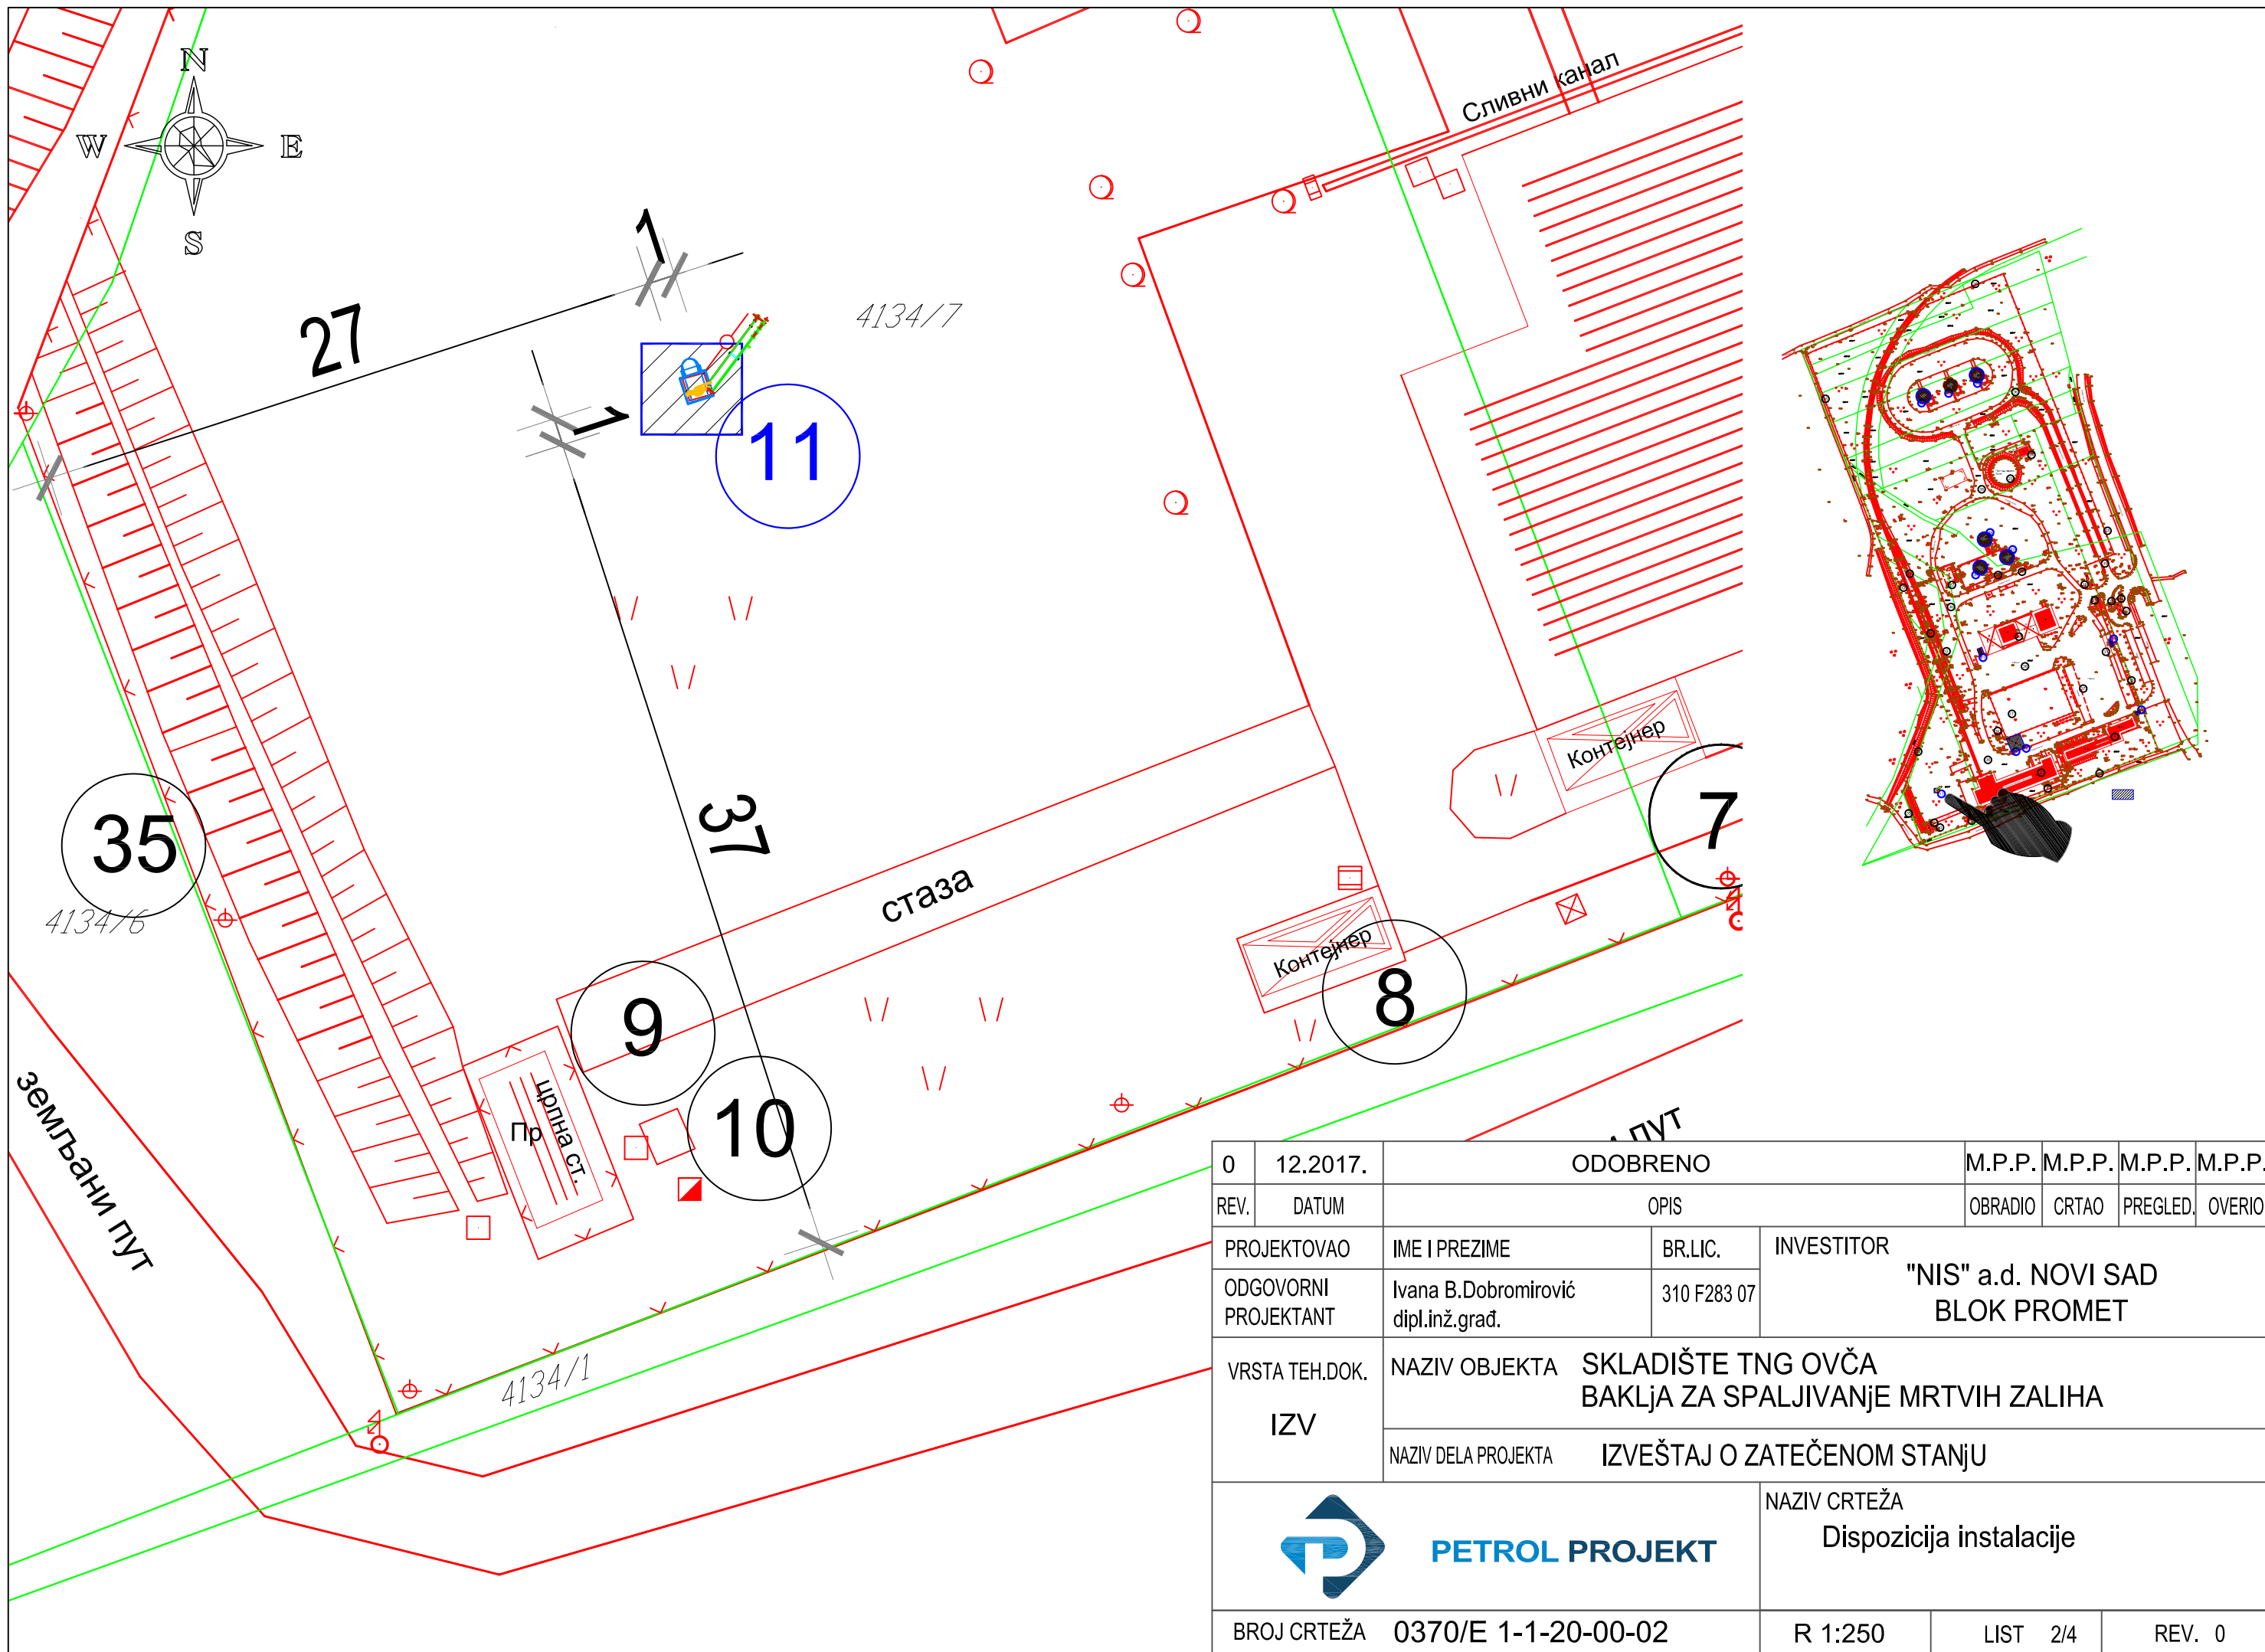 N
W
E
S
Сливни канал
1
27
4134/7
1
11
Контејнер
35
37
7
4134/6
стаза
Контејнер
8
9
10
земљани пут
Пр
црпна ст.
пут
4134/1
0 12.2017. ODOBRENO M.P.P. M.P.P. M.P.P. M.P.P.
REV. DATUM OPIS OBRADIO CRTAO PREGLED. OVERIO
PROJEKTOVAO IME I PREZIME BR.LIC. INVESTITOR
"NIS" a.d. NOVI SAD
BLOK PROMET
ODGOVORNI
PROJEKTANT
Ivana B.Dobromirović
dipl.inž.građ.
310 F283 07
VRSTA TEH.DOK.
IZV
NAZIV OBJEKTA SKLADIŠTE TNG OVČA
BAKLjA ZA SPALJIVANjE MRTVIH ZALIHA
NAZIV DELA PROJEKTA IZVEŠTAJ O ZATEČENOM STANjU
PETROL PROJEKT
NAZIV CRTEŽA
Dispozicija instalacije
BROJ CRTEŽA 0370/E 1-1-20-00-02 R 1:250 LIST 2/4 REV. 0